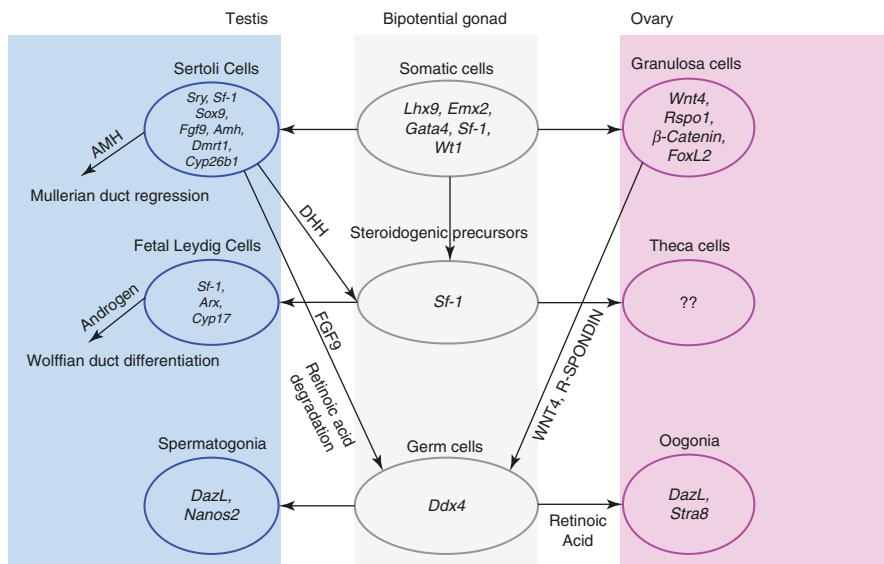 Testis
Bipotential gonad
Ovary
Sertoli Cells
Sry, Sf-1
Sox9,
Fgf9, Amh,
Dmrt1,
Cyp26b1
Somatic cells
Lhx9, Emx2,
Gata4, Sf-1,
Wt1
Granulosa cells
Wnt4,
Rspo1,
β-Catenin,
FoxL2
AMH
Mullerian duct regression
DHH
Steroidogenic precursors
Fetal Leydig Cells
Sf-1,
Arx,
Cyp17
Sf-1
Theca cells
??
Androgen
Wolffian duct differentiation
FGF9
Retinoic acid
degradation
WNT4, R-SPONDIN
Spermatogonia
DazL,
Nanos2
Germ cells
Ddx4
Retinoic
Acid
Oogonia
DazL,
Stra8